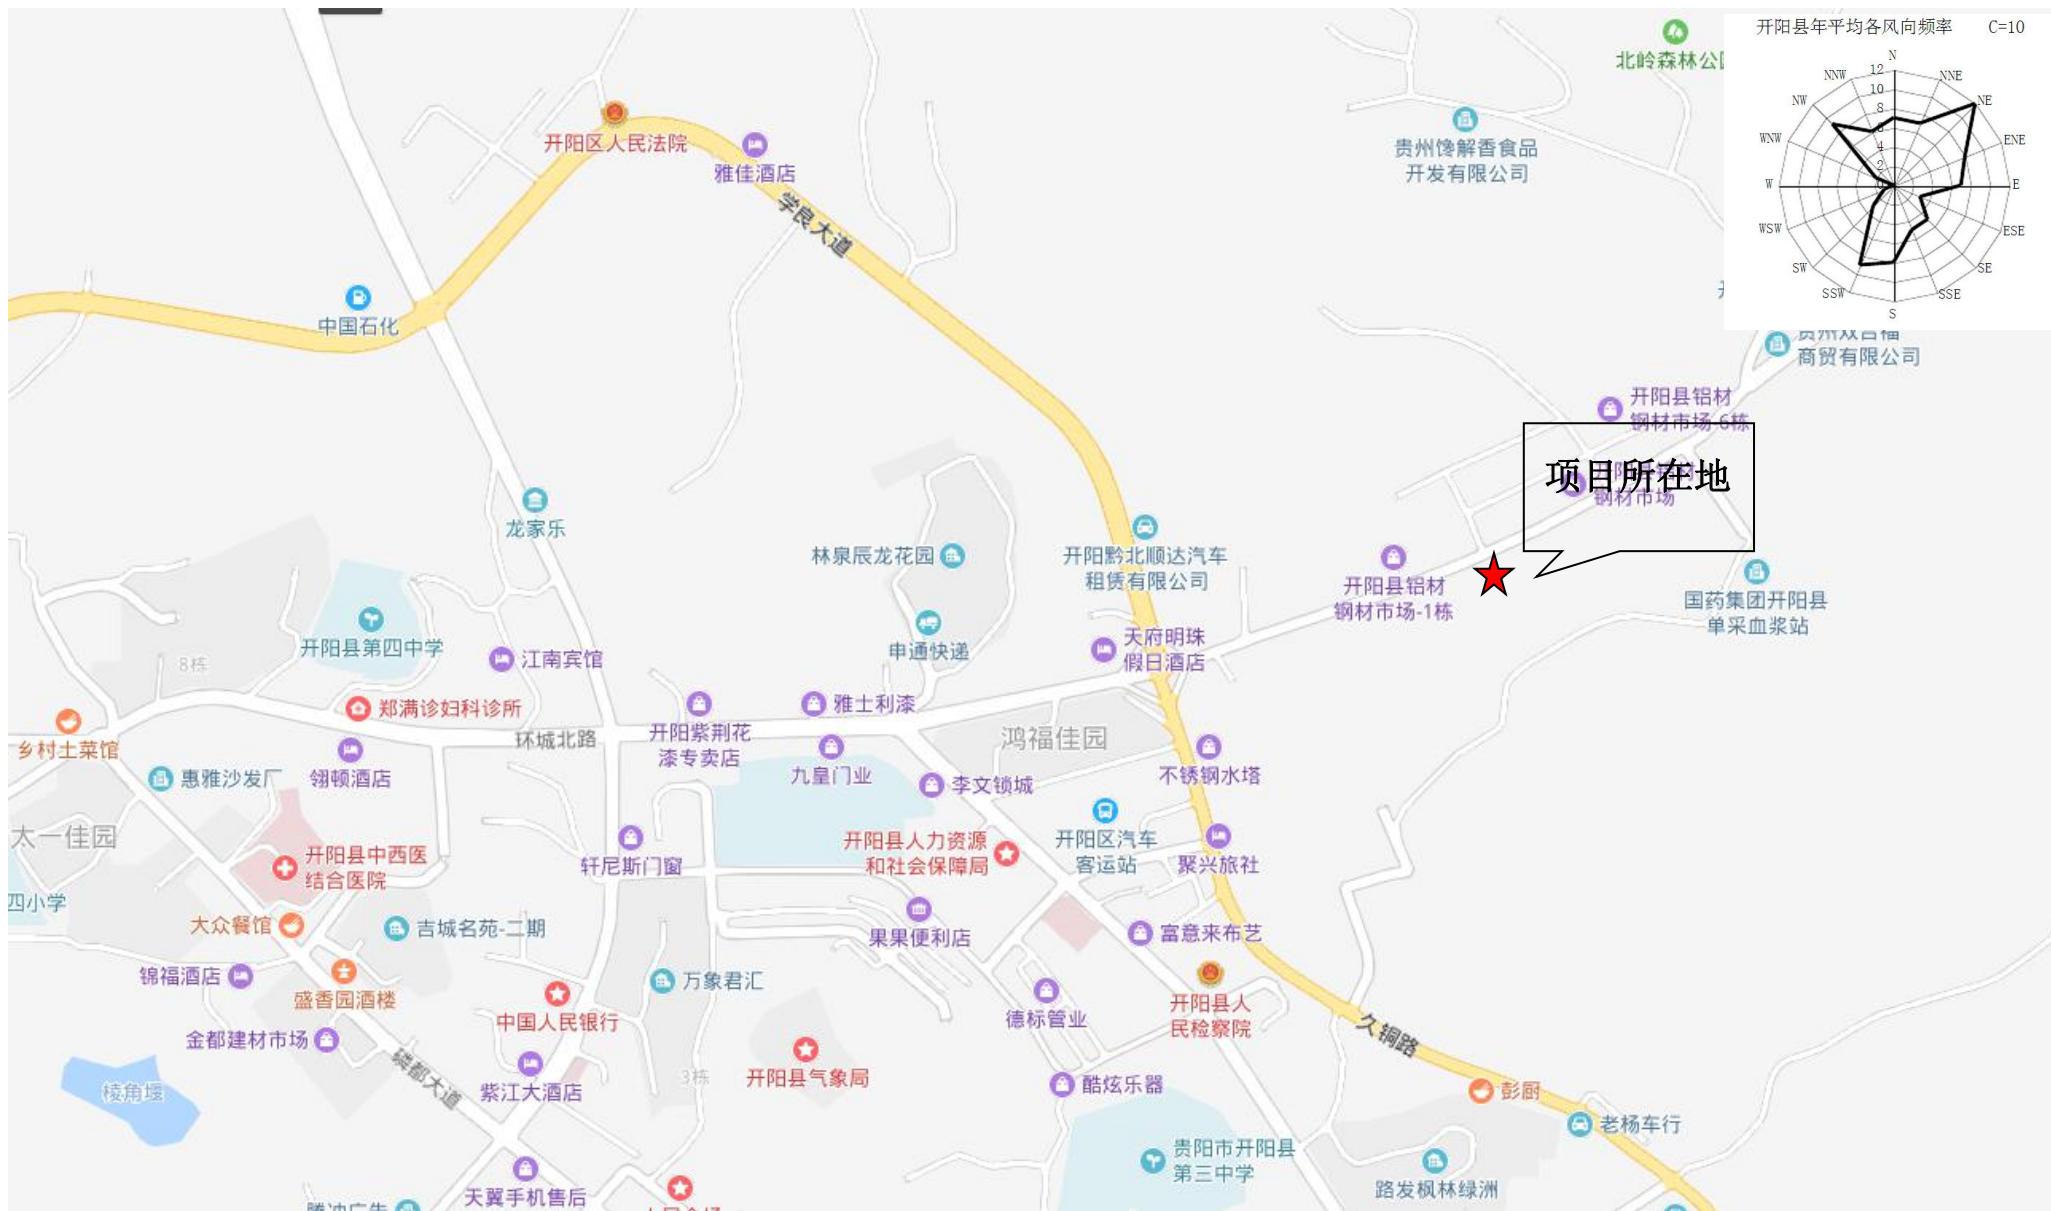 开阳县年平均各风向频率 C=10
N
NNW
NNE
NW
NE
WNW
ENE
W
E
WSW
ESE
SW
SE
SSW
SSE
S
12
10
8
6
4
2
0
北岭森林公
开阳区人民法院
雅佳酒店
学良大道
贵州馋解香食品
开发有限公司
中国石化
商贸有限公司
开阳县铝材
钢材市场-6栋
项目所在地
开阳县铝材
钢材市场
龙家乐
林泉辰龙花园
开阳黔北顺达汽车
租赁有限公司
开阳县铝材
钢材市场-1栋
国药集团开阳县
单采血浆站
开阳县第四中学
8栋
江南宾馆
申通快递
天府明珠
假日酒店
郑满诊妇科诊所
雅士利漆
开阳紫荆花
漆专卖店
环城北路
鸿福佳园
乡村土菜馆
翎顿酒店
惠雅沙发厂
九皇门业
李文锁城
不锈钢水塔
太一佳园
开阳县中西医
结合医院
轩尼斯门窗
开阳县人力资源
和社会保障局
开阳区汽车
客运站
聚兴旅社
四小学
大众餐馆
吉城名苑-二期
果果便利店
富意来布艺
锦福酒店
盛香园酒楼
万象君汇
中国人民银行
德标管业
开阳县人
民检察院
金都建材市场
磷都大道
久铜路
棱角堰
紫江大酒店
3栋
开阳县气象局
酷炫乐器
彭厨
老杨车行
贵阳市开阳县
第三中学
路发枫林绿洲
天翼手机售后